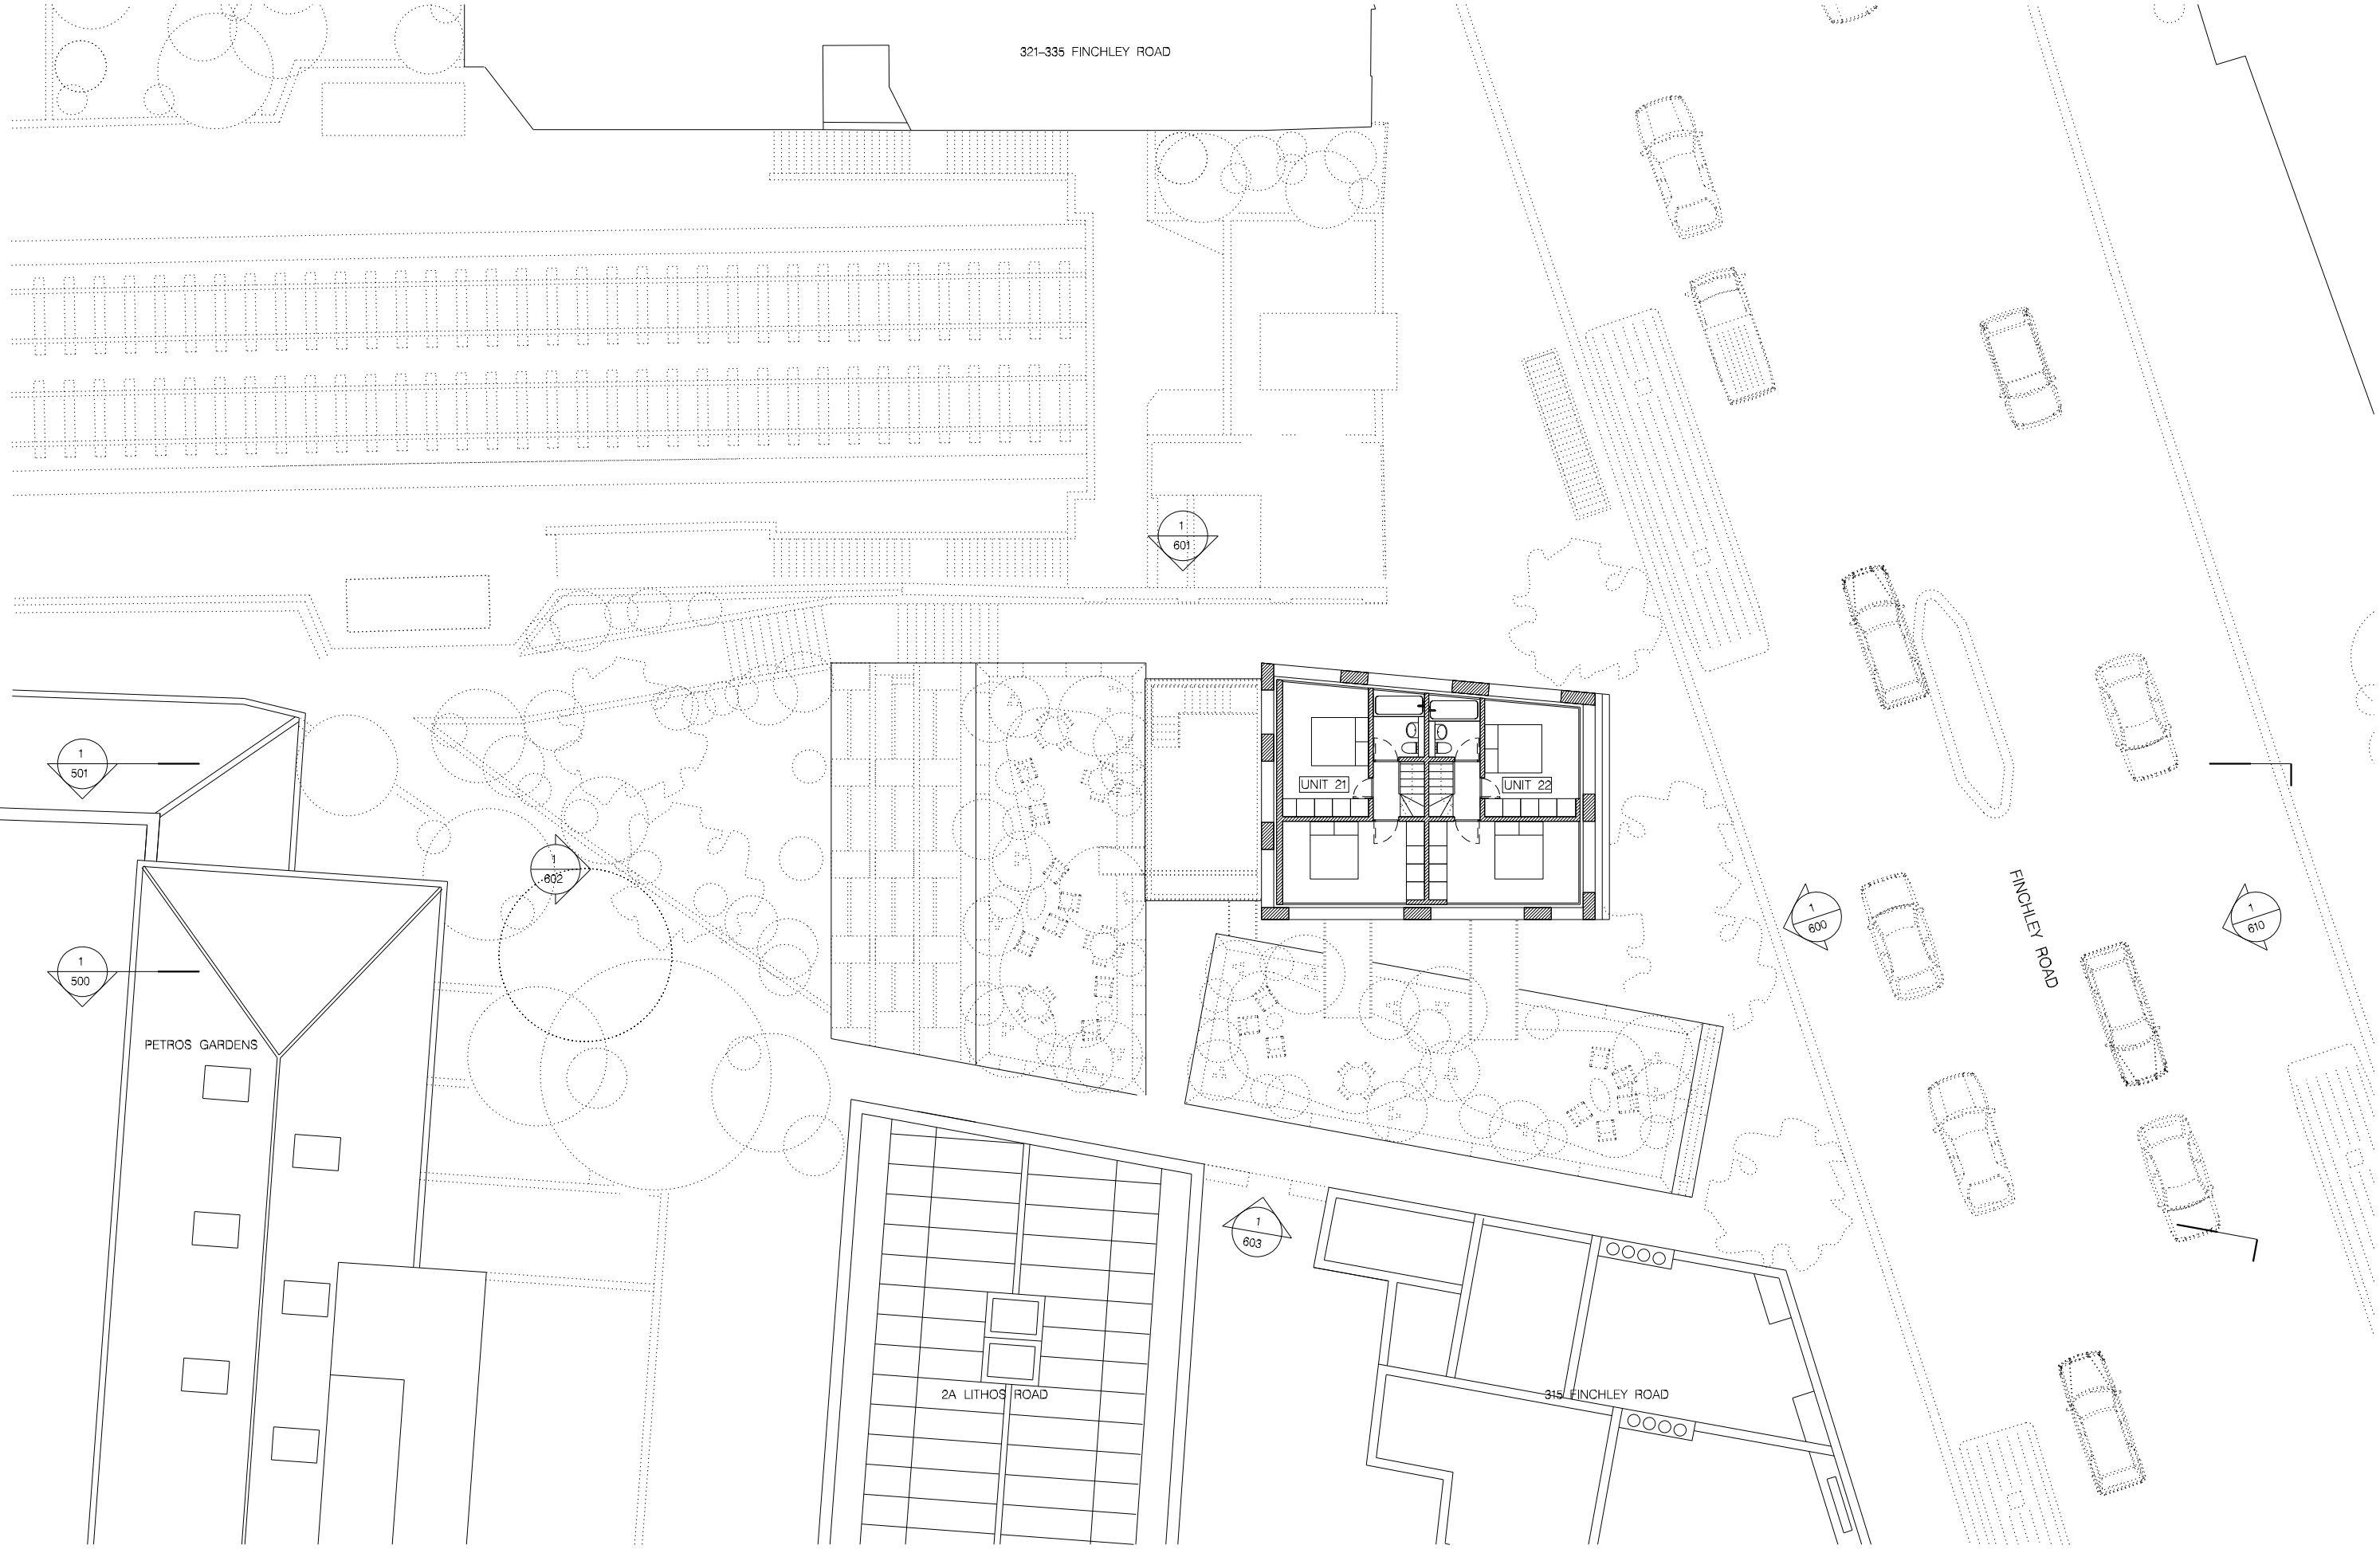 321–335 FINCHLEY ROAD
1
601
1
501
UNIT 21
UNIT 22
1
602
1
600
FINCHLEY ROAD
1
610
1
500
PETROS GARDENS
1
603
2A LITHOS ROAD
315 FINCHLEY ROAD